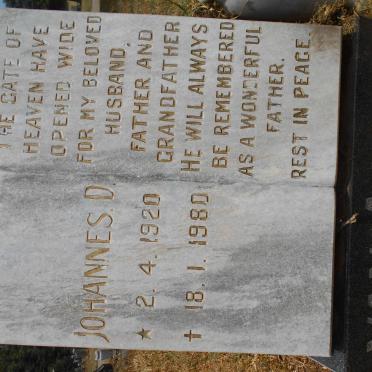 THE GATE OF
HEAVEN HAVE
OPENED WIDE
FOR MY BELOVED
HUSBAND,
FATHER AND
GRANDFATHER
HE WILL ALWAYS
BE REMEMBERED
AS A WONDERFUL
FATHER.
REST IN PEACE.
JOHANNES. D.
★ 2. 4. 1920
✝ 18. 1. 1980